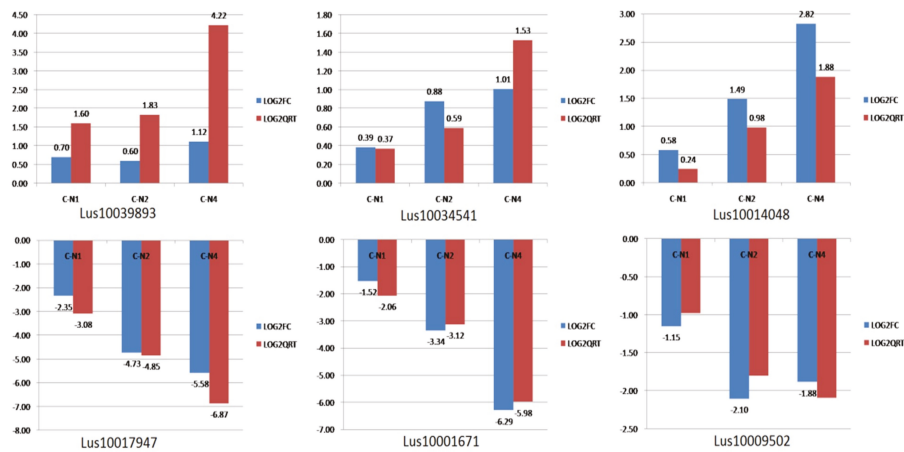 4.50
4.00
3.50
3.00
2.50
2.00
1.50
1.00
0.50
0.00
0.70
1.60
0.60
1.83
1.12
4.22
C-N1
C-N2
C-N4
LOG2FC
LOG2QRT
Lus10039893
1.80
1.60
1.40
1.20
1.00
0.80
0.60
0.40
0.20
0.00
0.39
0.37
0.88
0.59
1.01
1.53
C-N1
C-N2
C-N4
LOG2FC
LOG2QRT
Lus10034541
3.00
2.50
2.00
1.50
1.00
0.50
0.00
0.58
0.24
1.49
0.98
2.82
1.88
C-N1
C-N2
C-N4
LOG2FC
LOG2QRT
Lus10014048
0.00
-1.00
-2.00
-3.00
-4.00
-5.00
-6.00
-7.00
-8.00
C-N1
C-N2
C-N4
-2.35
-3.08
-4.73
-4.85
-5.58
-6.87
LOG2FC
LOG2QRT
Lus10017947
0.00
-1.00
-2.00
-3.00
-4.00
-5.00
-6.00
-7.00
C-N1
C-N2
C-N4
-1.52
-2.06
-3.34
-3.12
-6.29
-5.98
LOG2FC
LOG2QRT
Lus10001671
0.00
-0.50
-1.00
-1.50
-2.00
-2.50
C-N1
C-N2
C-N4
-1.15
-2.10
-1.88
LOG2FC
LOG2QRT
Lus10009502